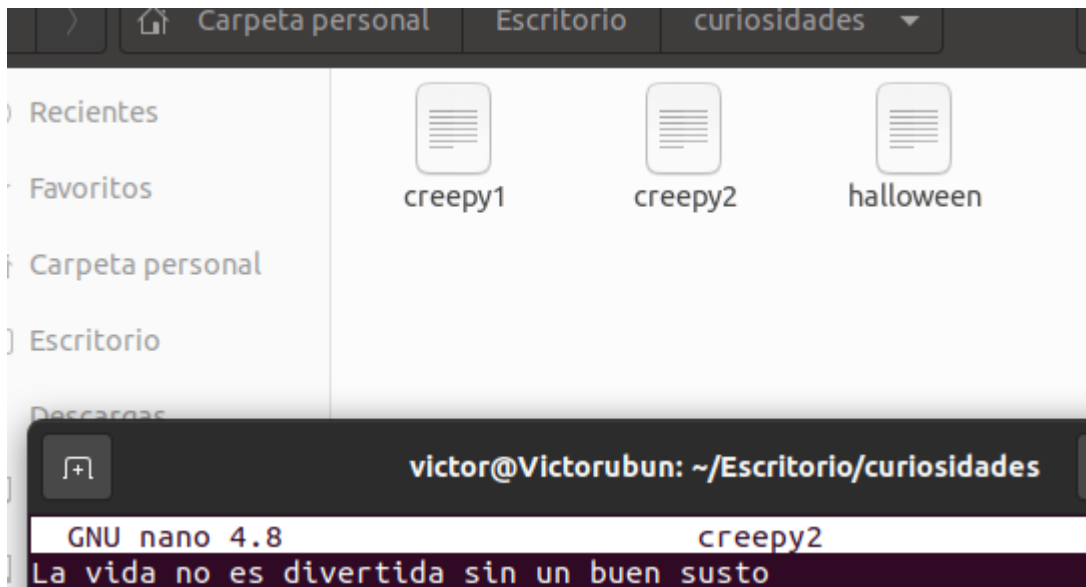 Carpeta personal Escritorio curiosidades
Recientes
Favoritos
Carpeta personal
Escritorio
Descargas
creepy1 creepy2 halloween
victor@Victorubun: ~/Escritorio/curiosidades
GNU nano 4.8 creepy2
La vida no es divertida sin un buen susto